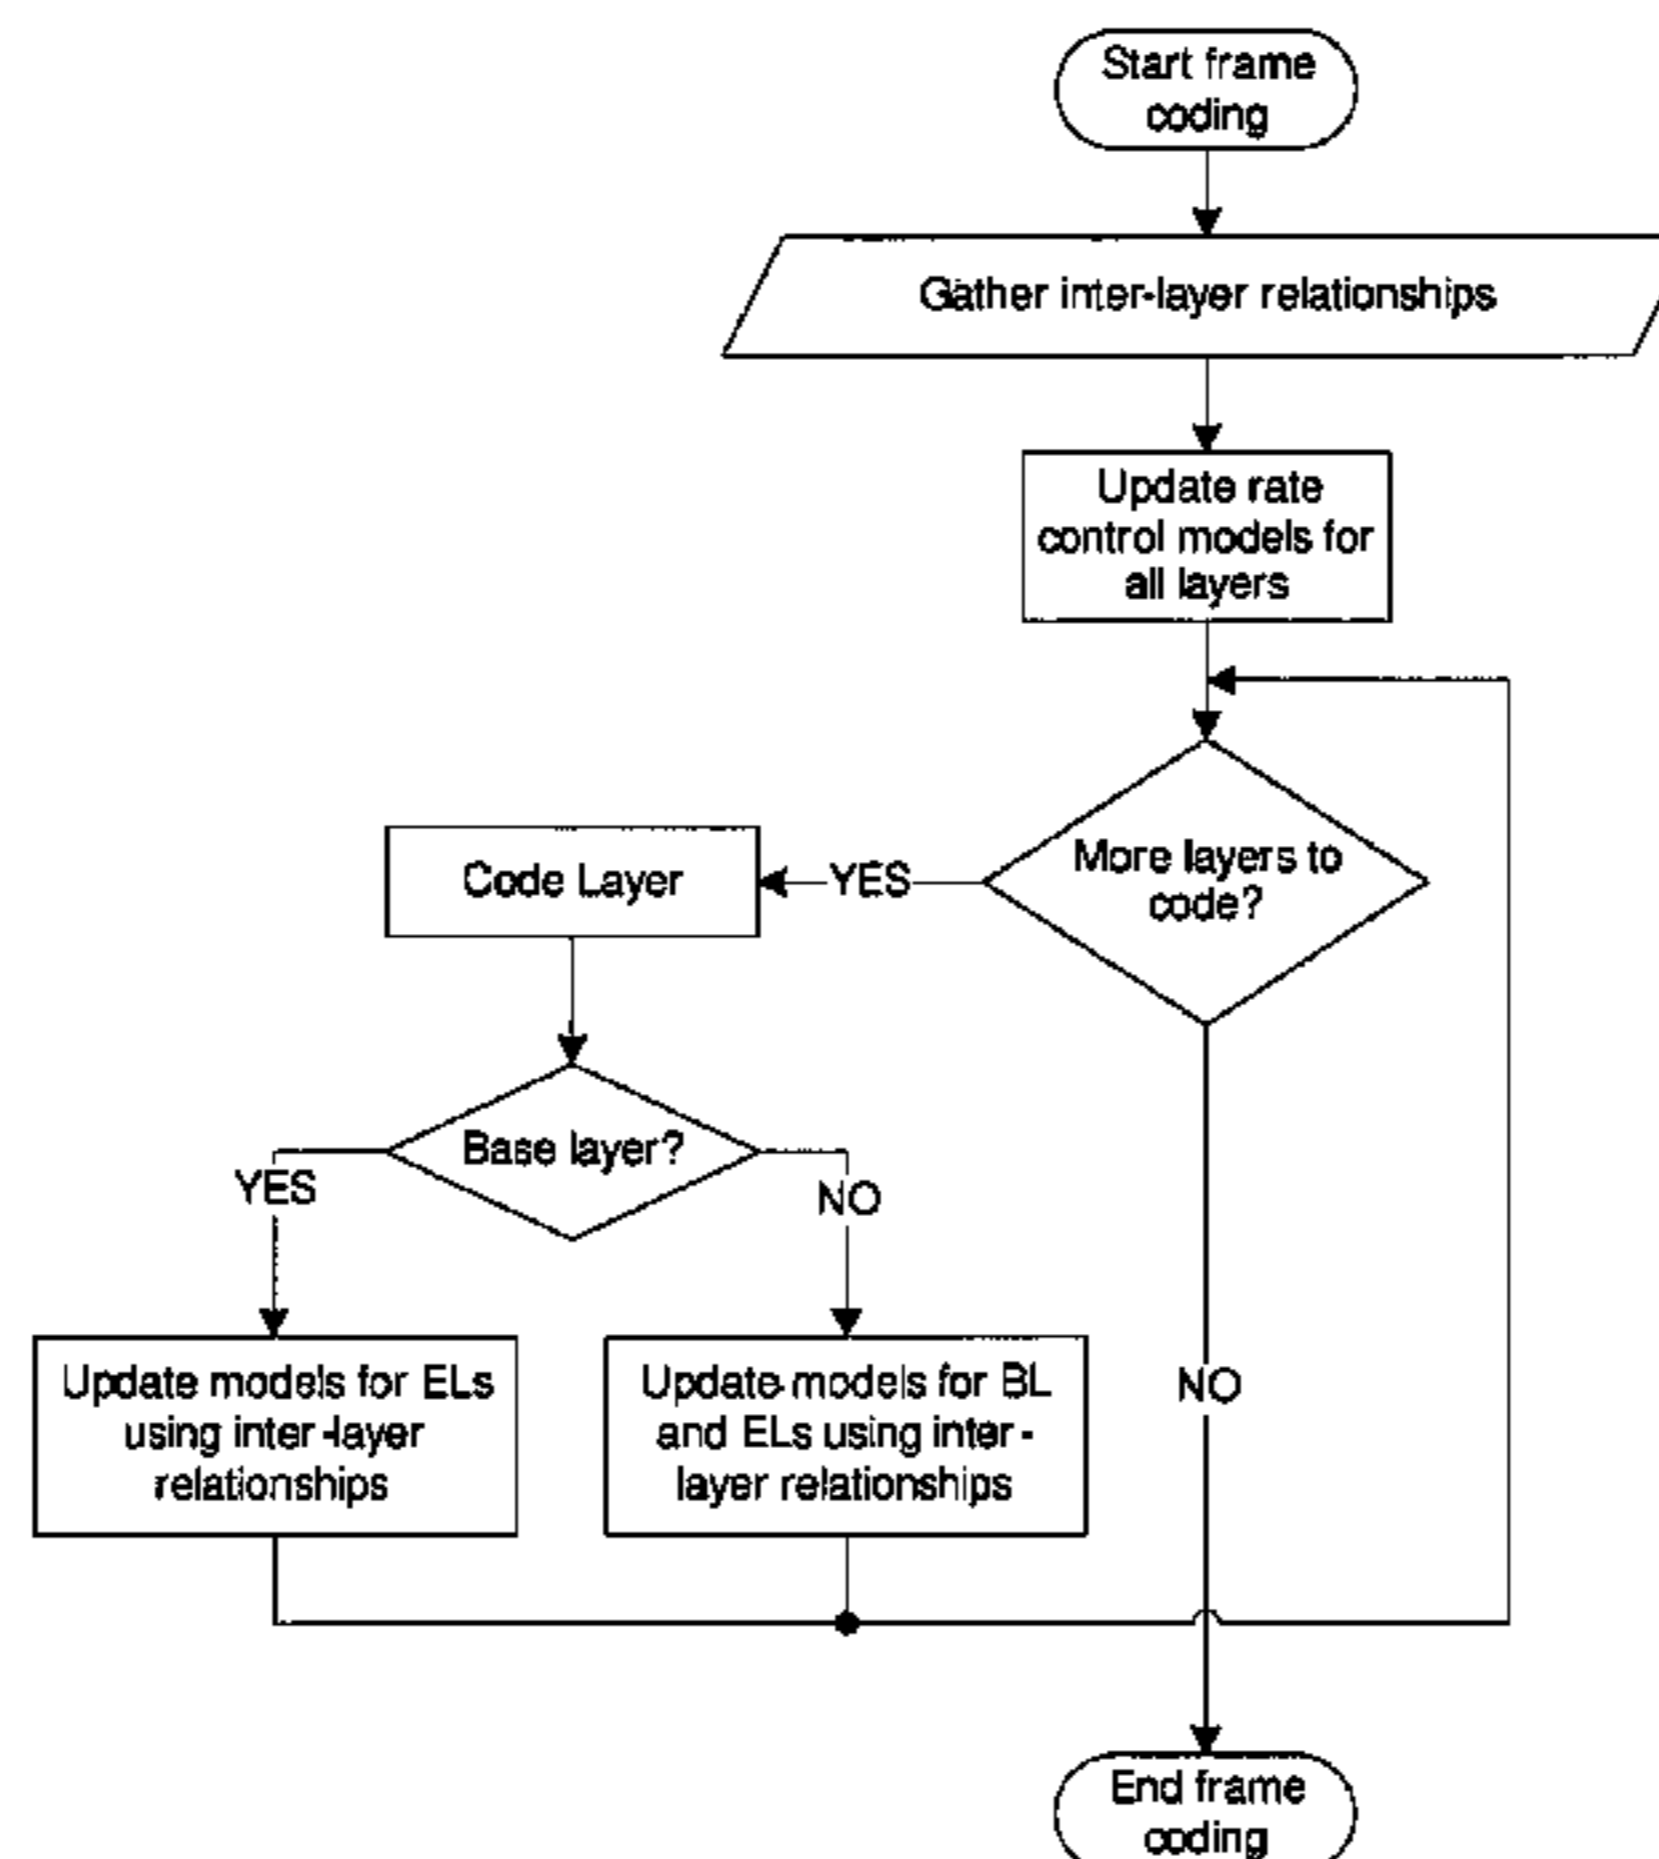 Start frame
coding
Gather inter-layer relationships
Update rate
control models for
all layers
More layers to
code?
YES
Code Layer
Base layer?
YES
NO
Update models for ELs
using inter-layer
relationships
Update models for BL
and ELs using inter-
layer relationships
NO
End frame
coding